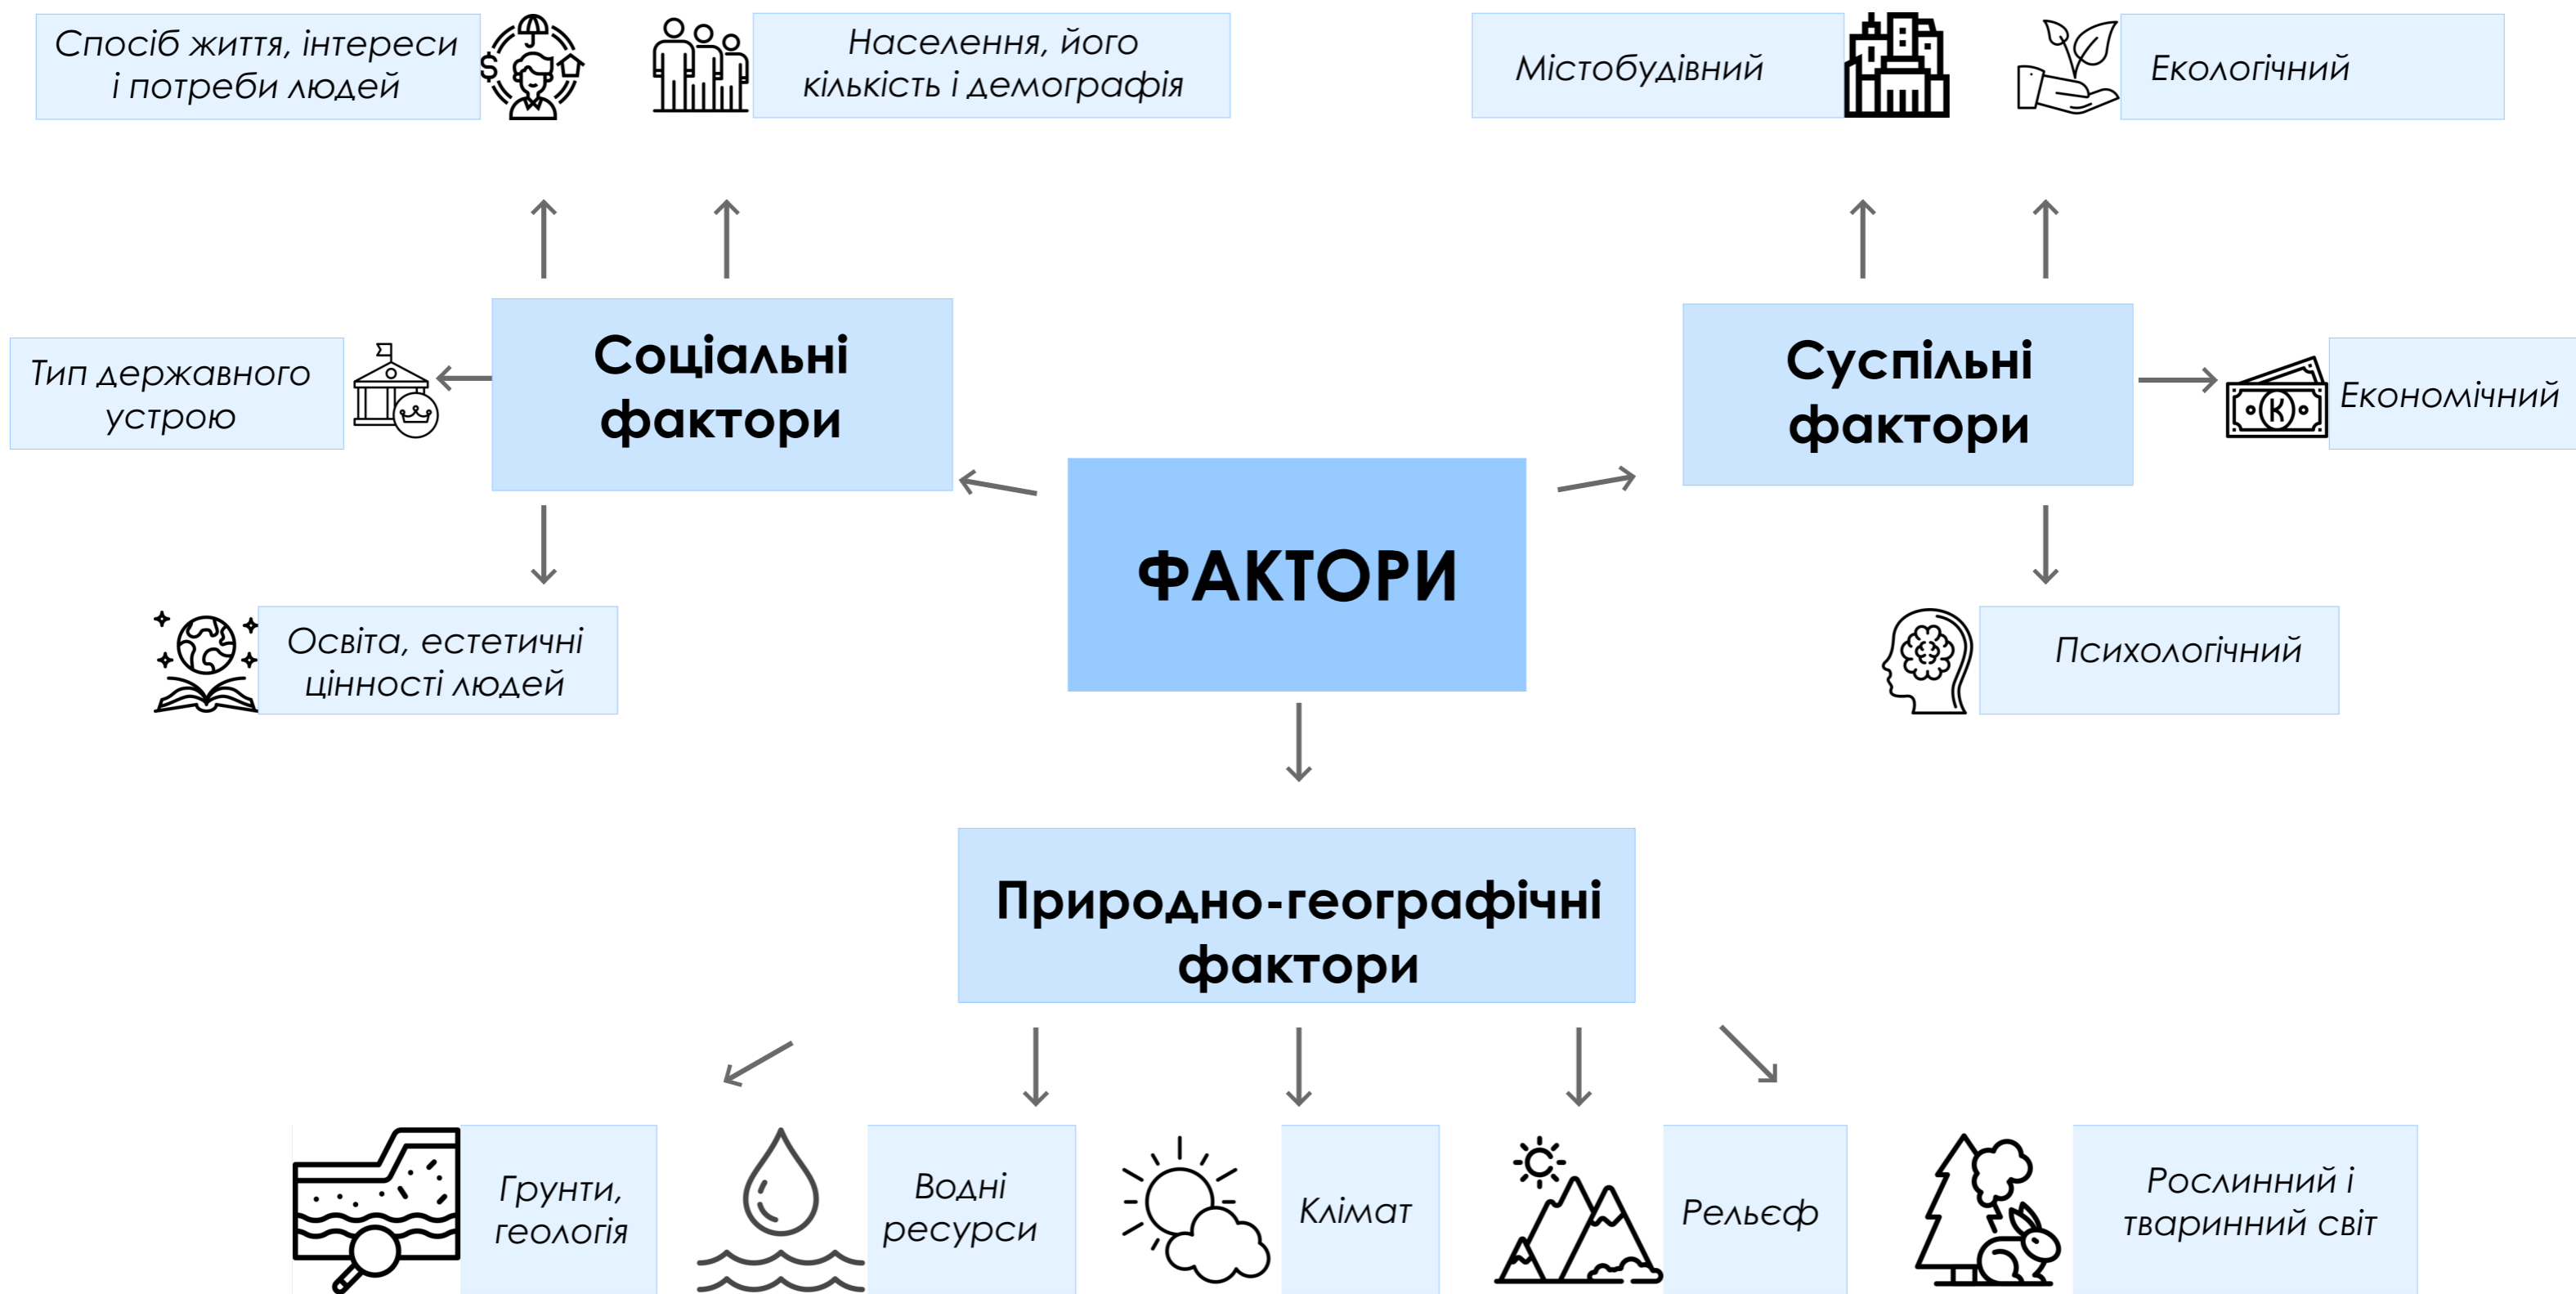 Спосіб життя, інтереси
і потреби людей
Населення, його
кількість і демографія
Містобудівний
Екологічний
Соціальні
фактори
Суспільні
фактори
Тип державного
устрою
Економічний
ФАКТОРИ
Освіта, естетичні
цінності людей
Психологічний
Природно-географічні
фактори
Грунти,
геологія
Водні
ресурси
Клімат
Рельєф
Рослинний і
тваринний світ